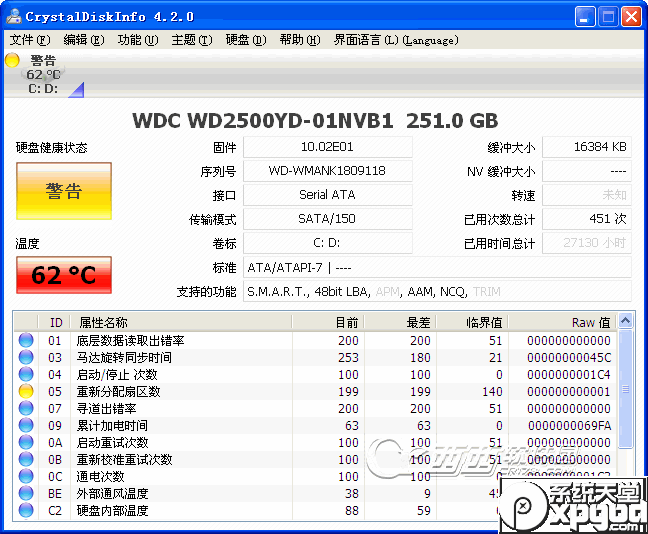 CrystalDiskInfo 4.2.0
文件(F) 编辑(E) 功能(U) 主题(T) 硬盘(D) 帮助(H) 界面语言(L)(Language)
警告
62 °C
C: D:
WDC WD2500YD-01NVB1 251.0 GB
硬盘健康状态 固件 10.02E01 缓冲大小 16384 KB
警告 序列号 WD-WMANK1809118 NV 缓冲大小 ----
接口 Serial ATA 转速 未知
传输模式 SATA/150 已用次数总计 451 次
温度 卷标 C: D: 已用时间总计 27130 小时
62 °C 标准 ATA/ATAPI-7 | ----
支持的功能 S.M.A.R.T., 48bit LBA, APM, AAM, NCQ, TRIM
ID 属性名称 目前 最差 临界值 Raw 值
01 底层数据读取出错率 200 200 51 000000000000
03 马达旋转同步时间 253 180 21 00000000045C
04 启动/停止 次数 100 100 0 0000000001C4
05 重新分配扇区数 199 199 140 000000000001
07 寻道出错率 200 200 51 000000000000
09 累计加电时间 63 63 0 0000000069FA
0A 启动重试次数 100 100 51 000000000000
0B 重新校准重试次数 100 100 51
0C 通电次数 100 100 0 0000000001C3
BE 外部通风温度 38 9 45
C2 硬盘内部温度 88 59
系统天堂
Pxpgod
.com